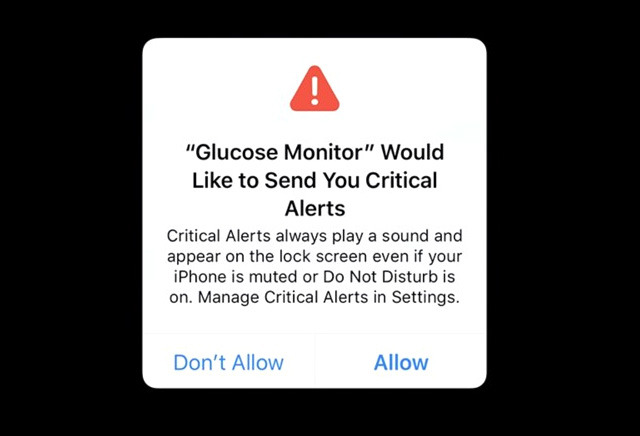 “Glucose Monitor” Would
Like to Send You Critical
Alerts
Critical Alerts always play a sound and
appear on the lock screen even if your
iPhone is muted or Do Not Disturb is
on. Manage Critical Alerts in Settings.
Don’t Allow
Allow